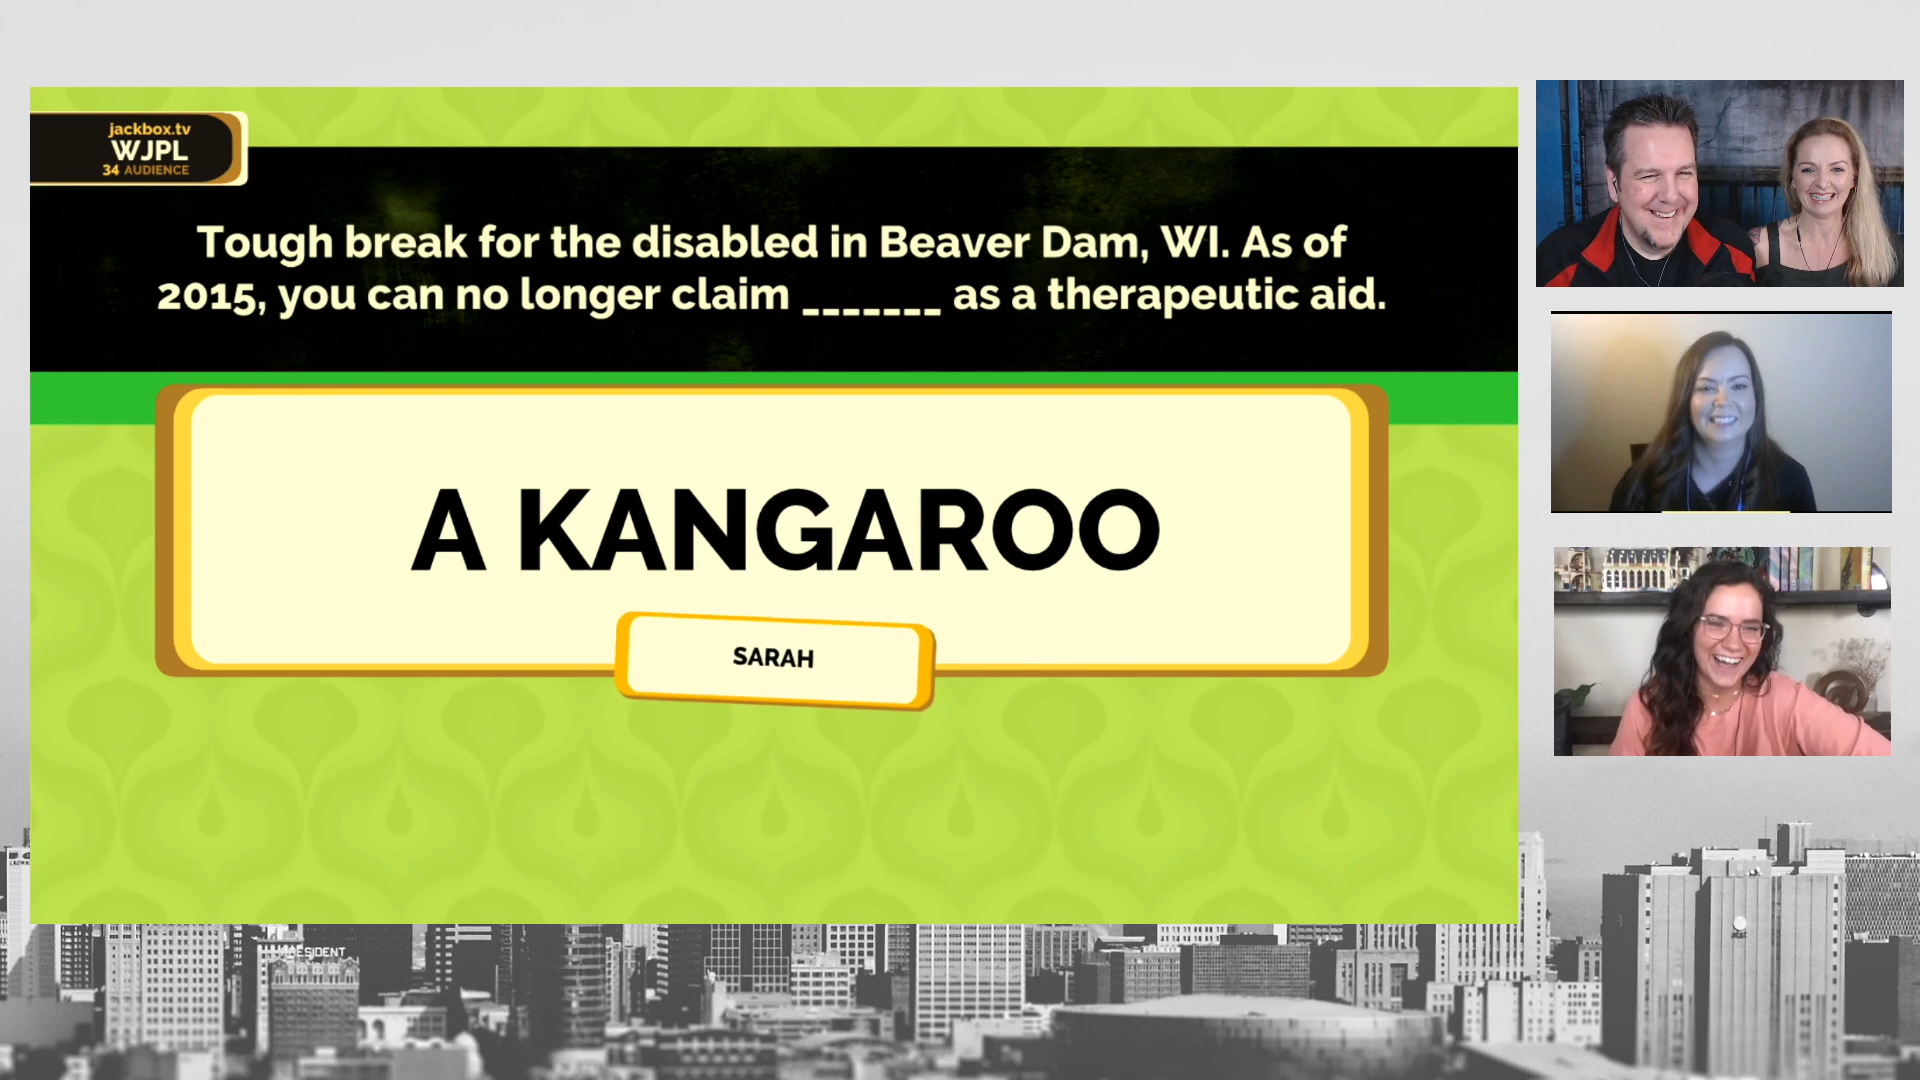 jackbox.tv
WJPL
34 AUDIENCE
Tough break for the disabled in Beaver Dam, WI. As of
2015, you can no longer claim _______ as a therapeutic aid.
A KANGAROO
SARAH